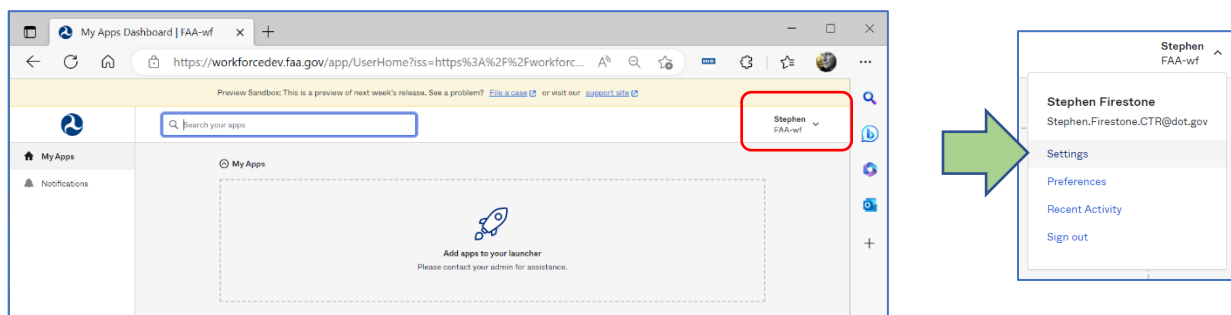 My Apps Dashboard | FAA-wf
https://workforcedev.faa.gov/app/UserHome?iss=https%3A%2F%2Fworkforc...
Preview Sandbox: This is a preview of next week's release. See a problem? File a case or visit our support site
Search your apps
Stephen
FAA-wf
My Apps
Notifications
My Apps
Add apps to your launcher
Please contact your admin for assistance.
Stephen
FAA-wf
Stephen Firestone
Stephen.Firestone.CTR@dot.gov
Settings
Preferences
Recent Activity
Sign out